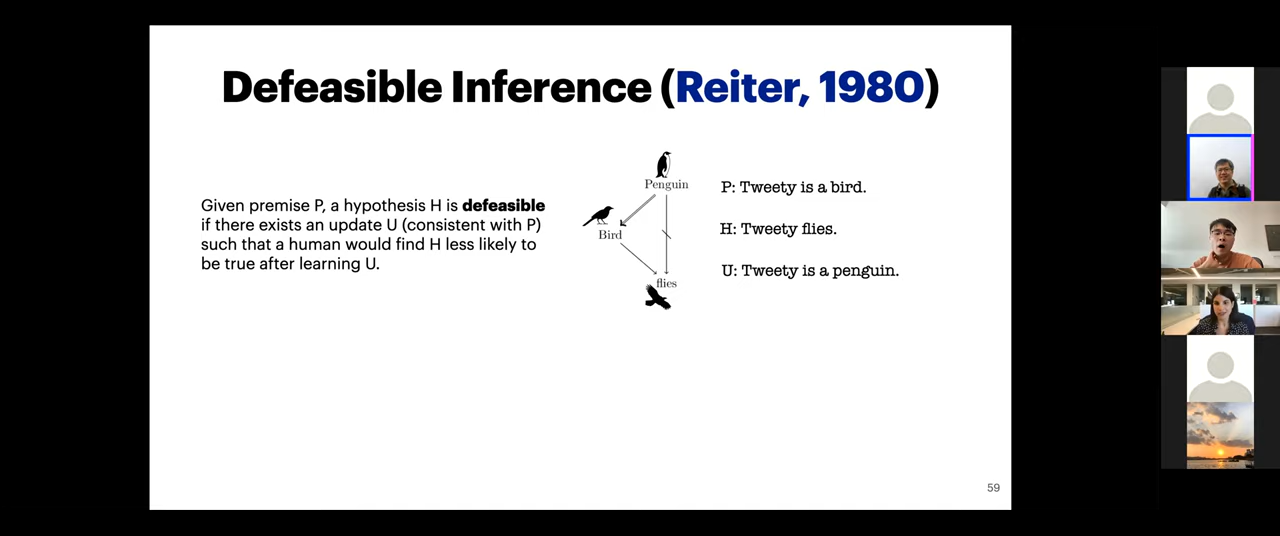 Defeasible Inference (Reiter, 1980)
Given premise P, a hypothesis H is defeasible
if there exists an update U (consistent with P)
such that a human would find H less likely to
be true after learning U.
Penguin
Bird
flies
P: Tweety is a bird.
H: Tweety flies.
U: Tweety is a penguin.
59